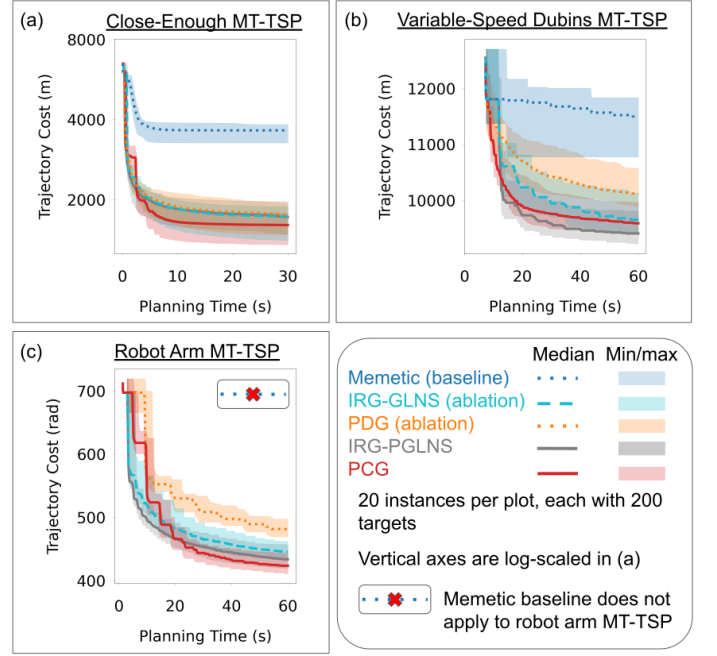 (a)
Close-Enough MT-TSP
8000
4000
2000
Trajectory Cost (m)
0
10
20
30
Planning Time (s)
(b)
Variable-Speed Dubins MT-TSP
12000
11000
10000
Trajectory Cost (m)
0
20
40
60
Planning Time (s)
(c)
Robot Arm MT-TSP
700
600
500
400
Trajectory Cost (rad)
0
20
40
60
Planning Time (s)
Median Min/max
Memetic (baseline)
IRG-GLNS (ablation)
PDG (ablation)
IRG-PGLNS
PCG
20 instances per plot, each with 200
targets
Vertical axes are log-scaled in (a)
Memetic baseline does not
apply to robot arm MT-TSP